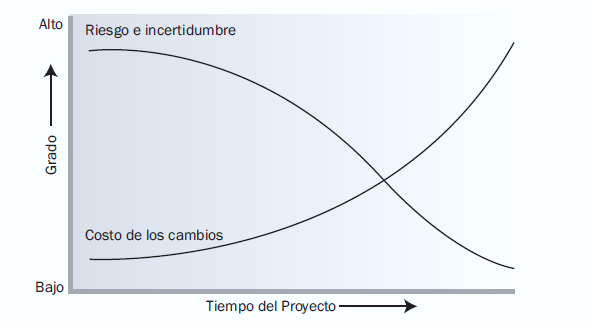 Alto
Riesgo e incertidumbre
Grado
Costo de los cambios
Bajo
Tiempo del Proyecto